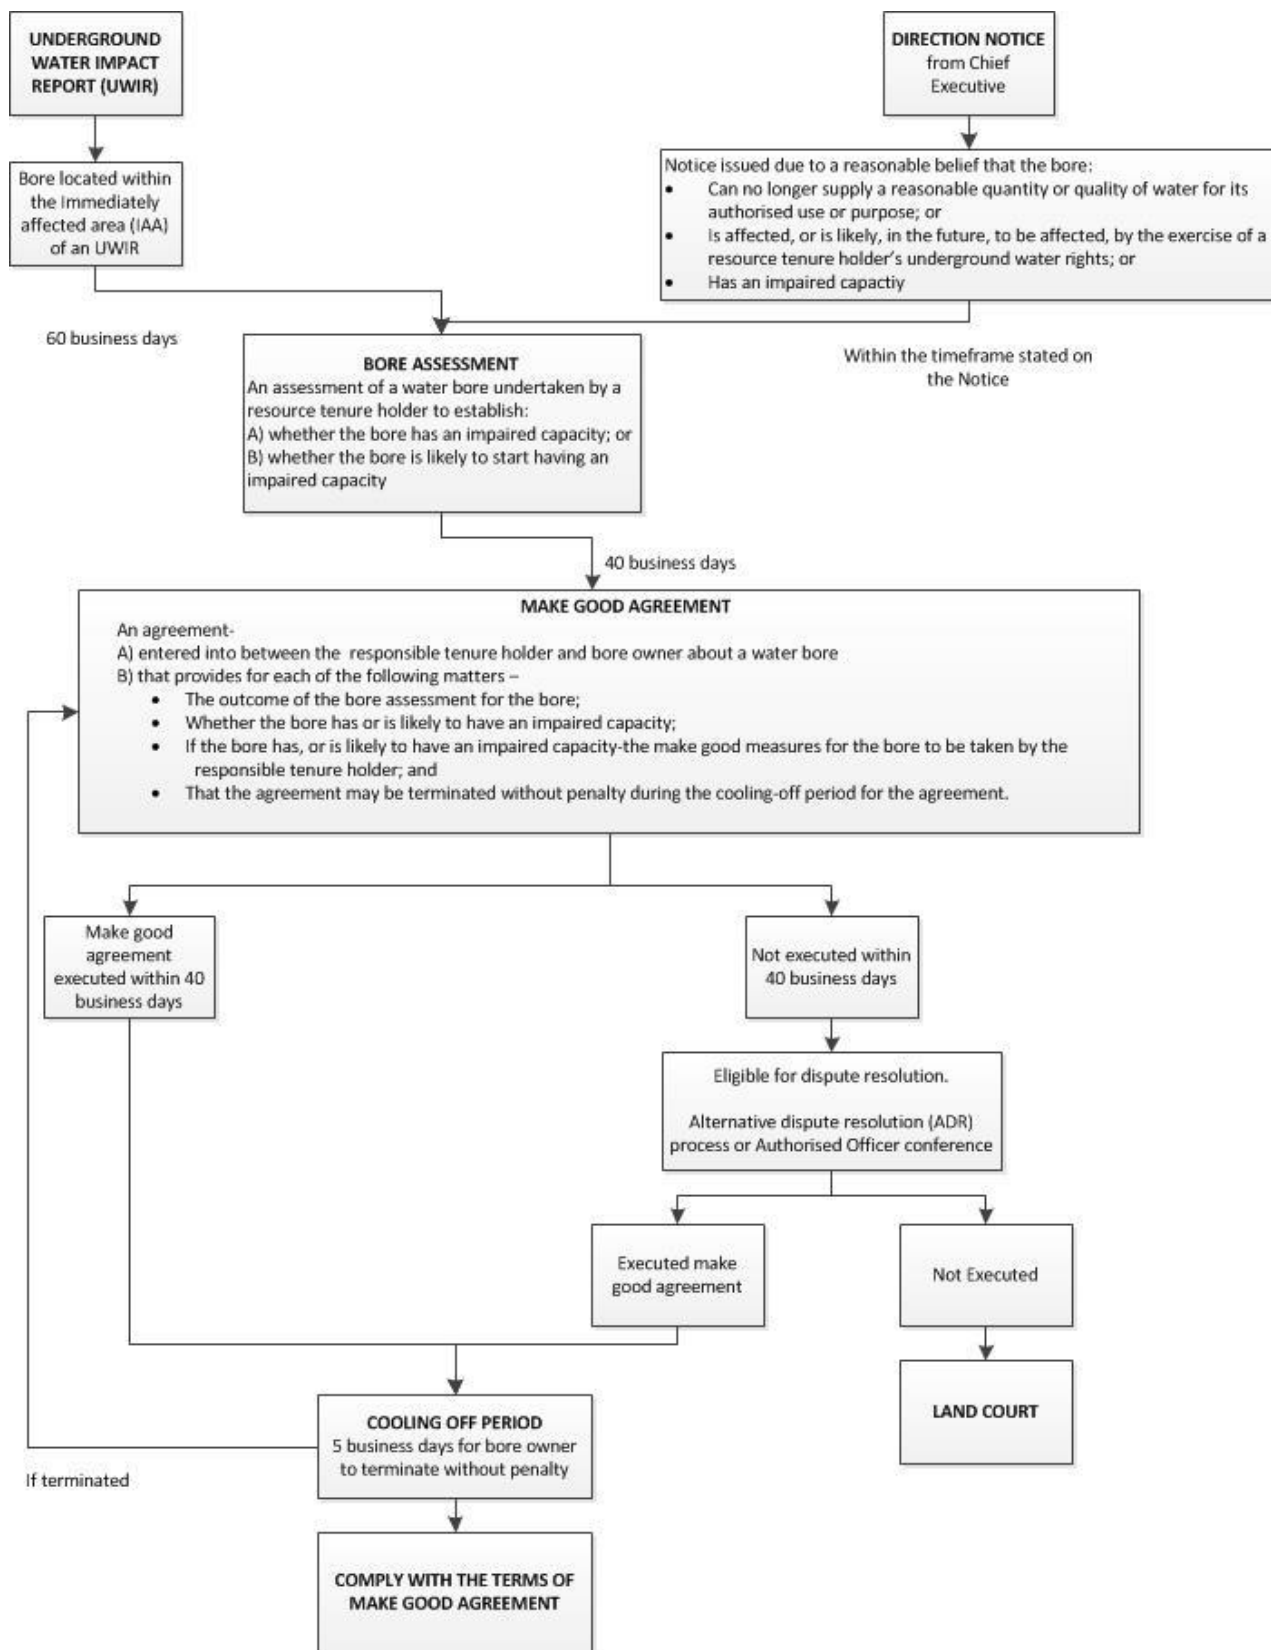 UNDERGROUND
WATER IMPACT
REPORT (UWIR)
DIRECTION NOTICE
from Chief
Executive
Bore located within
the Immediately
affected area (IAA)
of an UWIR
Notice issued due to a reasonable belief that the bore:
• Can no longer supply a reasonable quantity or quality of water for its
authorised use or purpose; or
• Is affected, or is likely, in the future, to be affected, by the exercise of a
resource tenure holder's underground water rights; or
• Has an impaired capactiy
60 business days
Within the timeframe stated on
the Notice
BORE ASSESSMENT
An assessment of a water bore undertaken by a
resource tenure holder to establish:
A) whether the bore has an impaired capacity; or
B) whether the bore is likely to start having an
impaired capacity
40 business days
MAKE GOOD AGREEMENT
An agreement-
A) entered into between the responsible tenure holder and bore owner about a water bore
B) that provides for each of the following matters –
• The outcome of the bore assessment for the bore;
• Whether the bore has or is likely to have an impaired capacity;
• If the bore has, or is likely to have an impaired capacity-the make good measures for the bore to be taken by the
responsible tenure holder; and
• That the agreement may be terminated without penalty during the cooling-off period for the agreement.
Make good
agreement
executed within 40
business days
Not executed within
40 business days
Eligible for dispute resolution.
Alternative dispute resolution (ADR)
process or Authorised Officer conference
Executed make
good agreement
Not Executed
LAND COURT
COOLING OFF PERIOD
5 business days for bore owner
to terminate without penalty
If terminated
COMPLY WITH THE TERMS OF
MAKE GOOD AGREEMENT